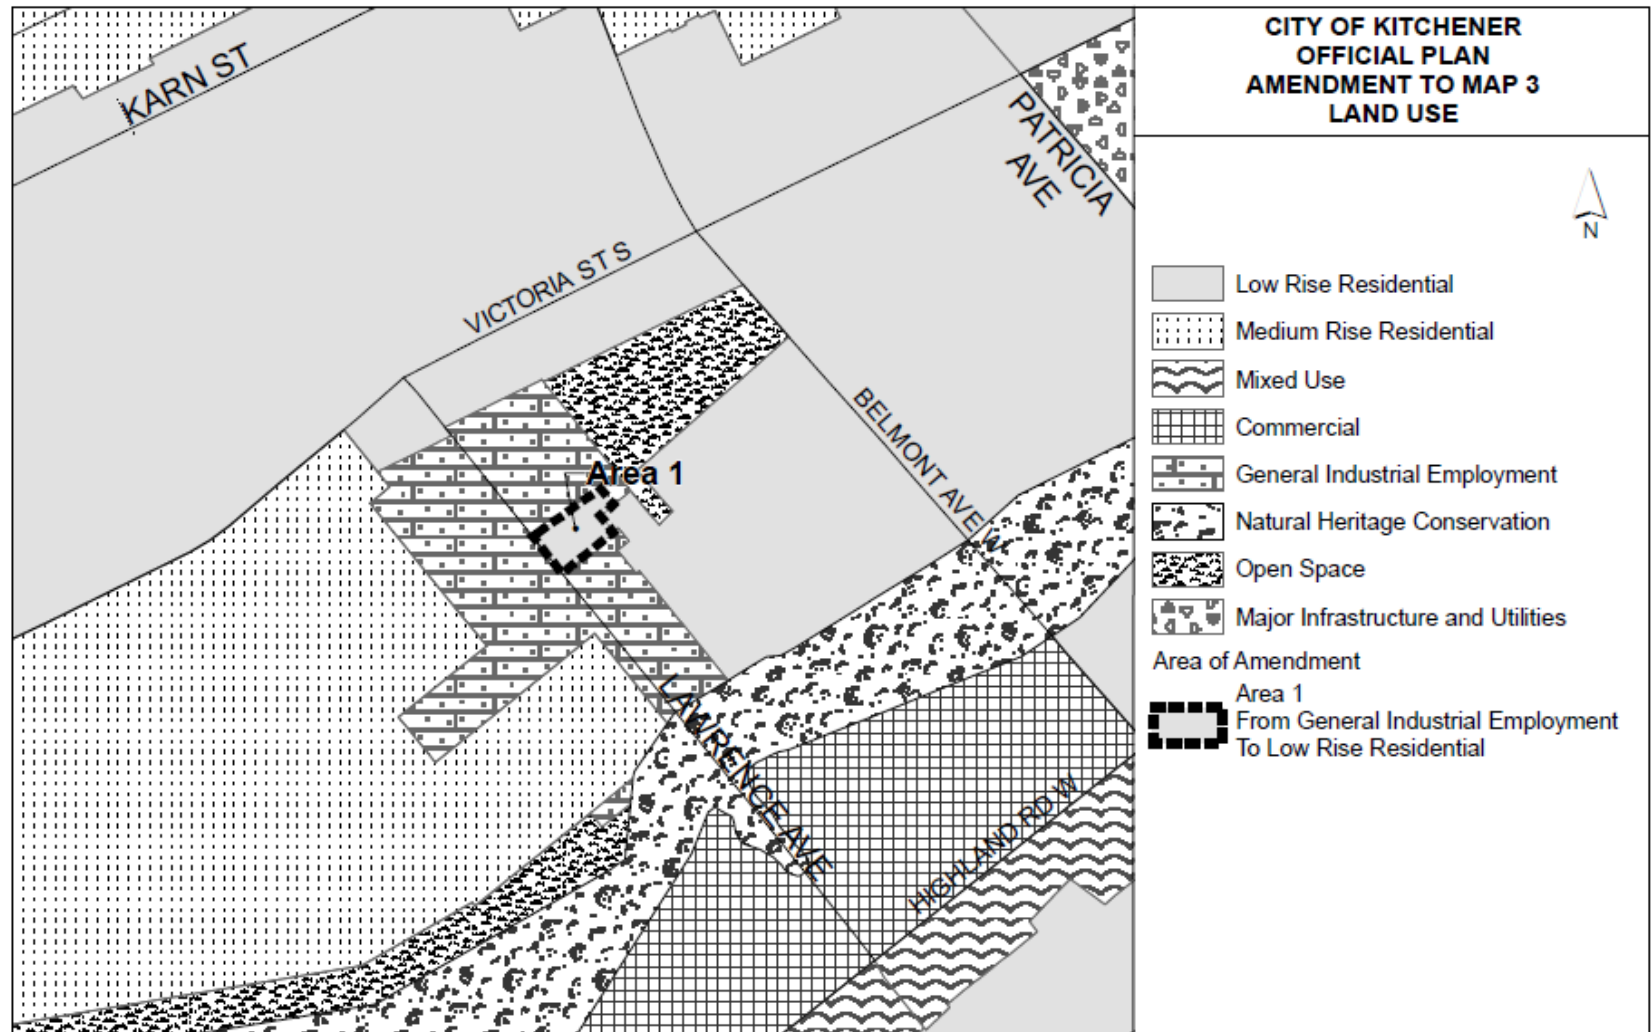 CITY OF KITCHENER
OFFICIAL PLAN
AMENDMENT TO MAP 3
LAND USE
N
KARN ST
PATRICIA
AVE
VICTORIA ST S
BELMONT AVE W
Area 1
LAWRENCE AVE
HIGHLAND RD W
Low Rise Residential
Medium Rise Residential
Mixed Use
Commercial
General Industrial Employment
Natural Heritage Conservation
Open Space
Major Infrastructure and Utilities
Area of Amendment
Area 1
From General Industrial Employment
To Low Rise Residential